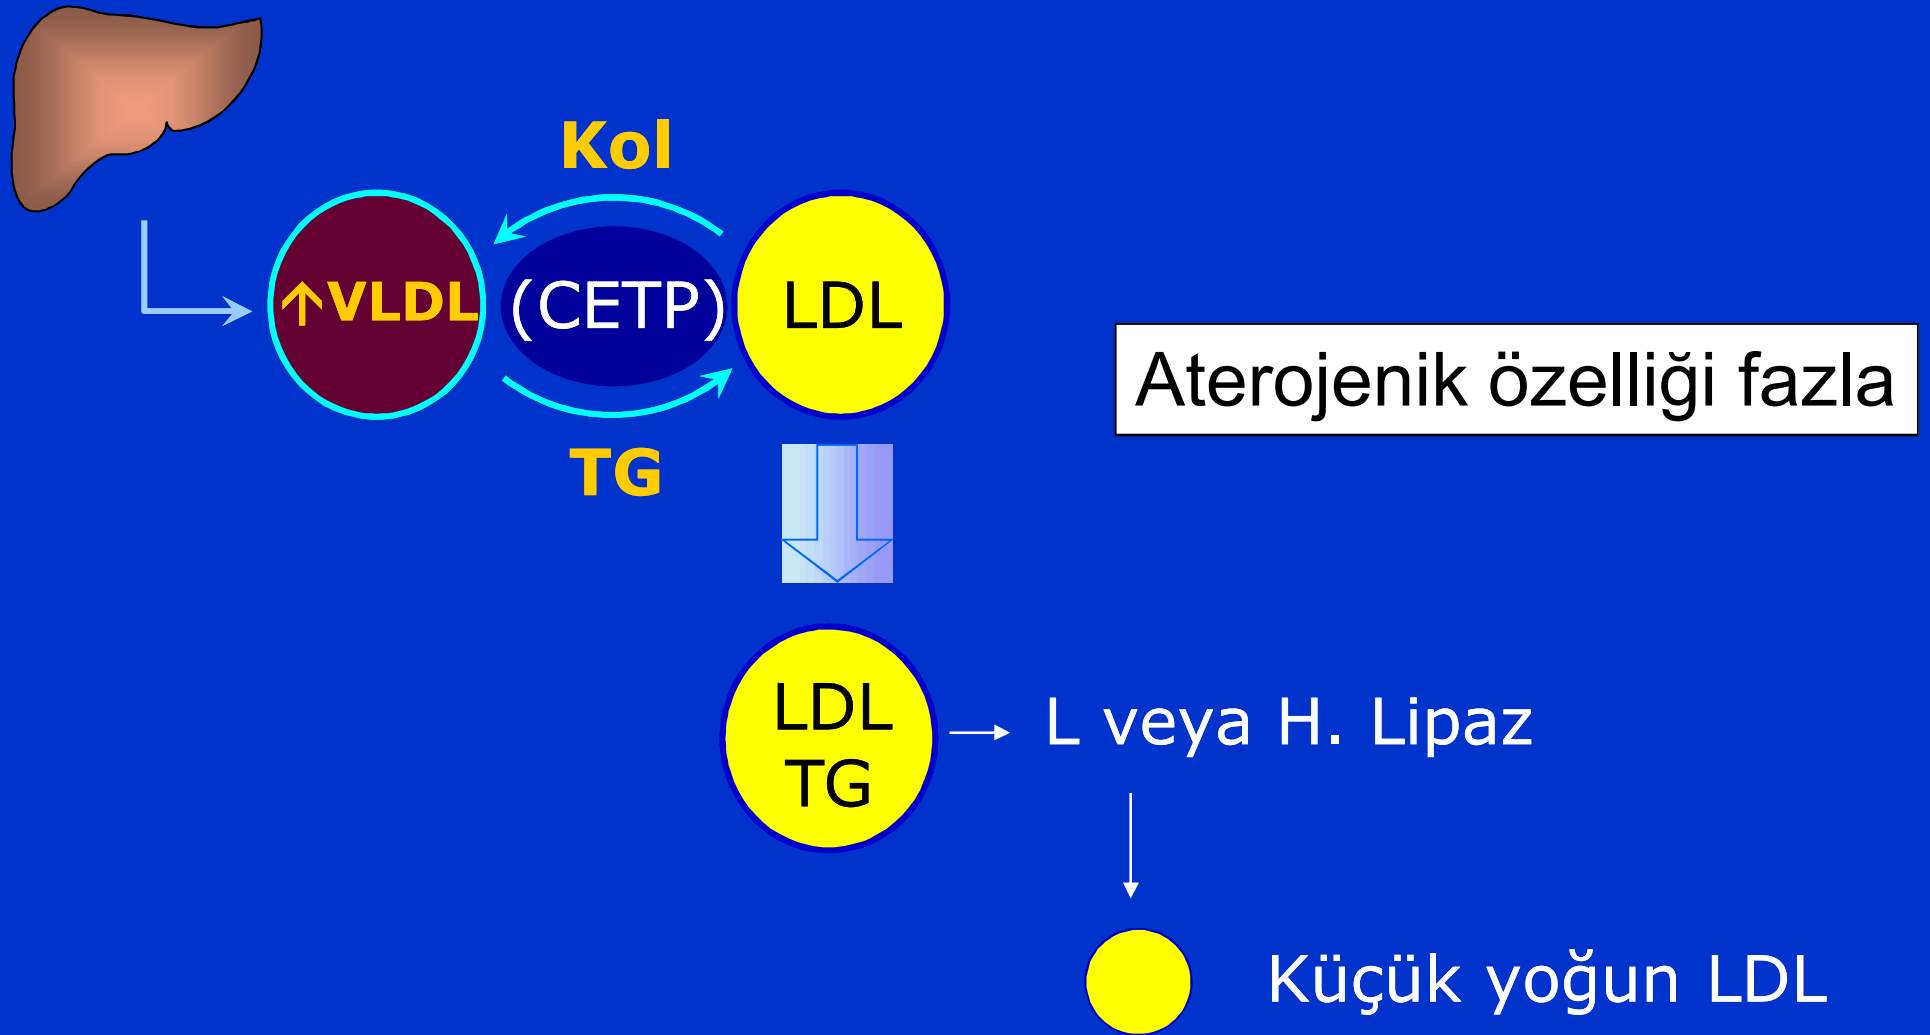 Kol
↑VLDL
(CETP)
LDL
Aterojenik özelliği fazla
TG
LDL
TG
L veya H. Lipaz
Küçük yoğun LDL